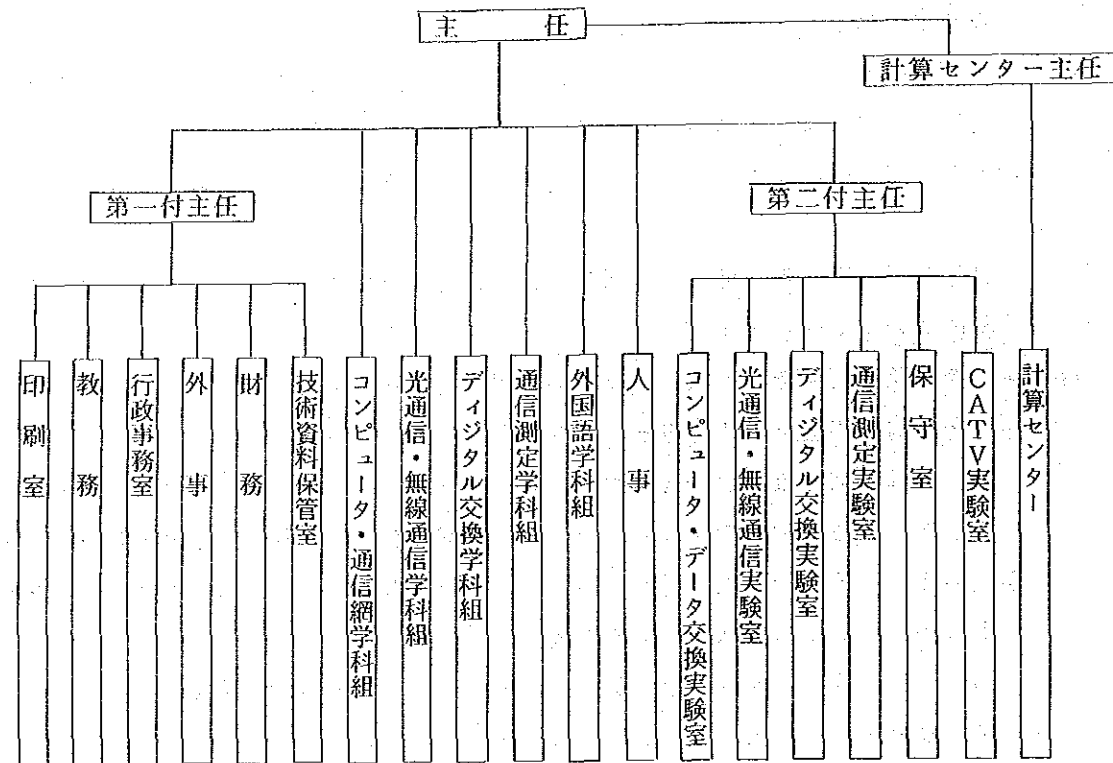 主任
計算センター主任
第一付主任
第二付主任
印刷室
教務
行政事務室
外事
財務
技術資料保管室
コンピュータ・通信網学科組
光通信・無線通信学科組
ディジタル交換学科組
通信測定学科組
外国語学科組
人事
コンピュータ・データ交換実験室
光通信・無線通信実験室
ディジタル交換実験室
通信測定実験室
保守室
CATV実験室
計算センター